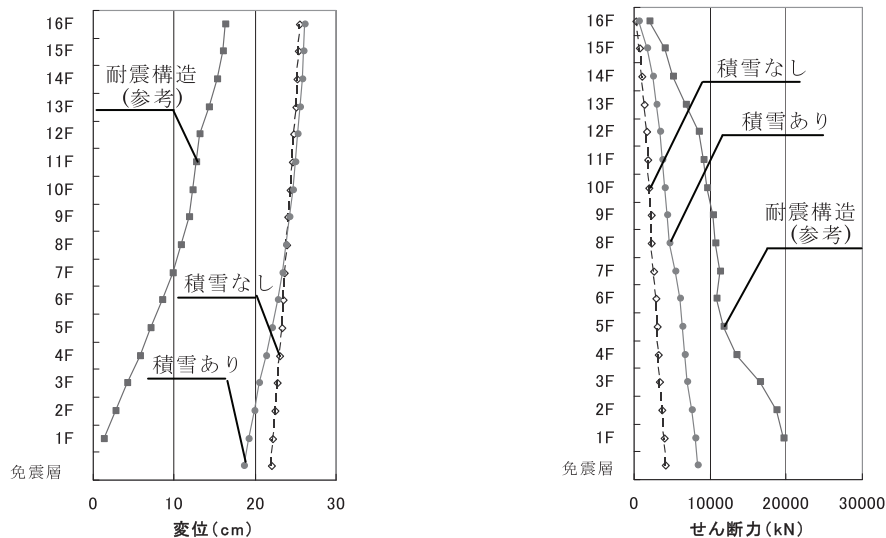 16F
15F
14F
13F
12F
11F
10F
9F
8F
7F
6F
5F
4F
3F
2F
1F
免震層
耐震構造
(参考)
積雪なし
積雪あり
0 10 20 30
変位(cm)
16F
15F
14F
13F
12F
11F
10F
9F
8F
7F
6F
5F
4F
3F
2F
1F
免震層
積雪なし
積雪あり
耐震構造
(参考)
0 10000 20000 30000
せん断力(kN)